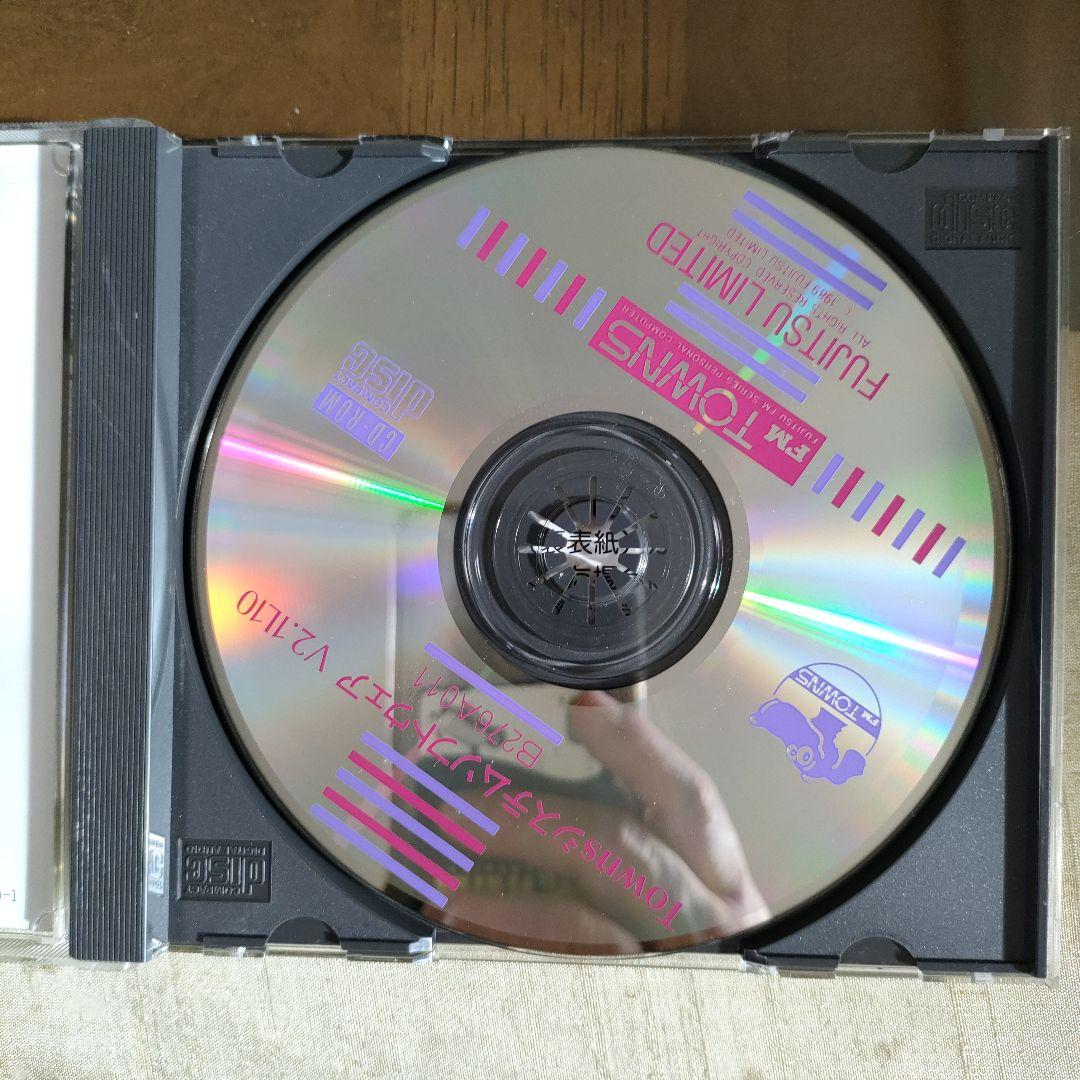 FUJITSU LIMITED
ALL RIGHTS RESERVED COPYRIGHT
C 1989 FUJITSU LIMITED
FM TOWNS
FUJITSU FM SERIES PERSONAL COMPUTER
COMPACT
disc
CD-ROM
FM TOWNS
Townsシステムソフトウェア V2.1L10
B276A011
表紙
COMPACT
disc
DIGITAL AUDIO
COMPACT
disc
DIGITAL AUDIO